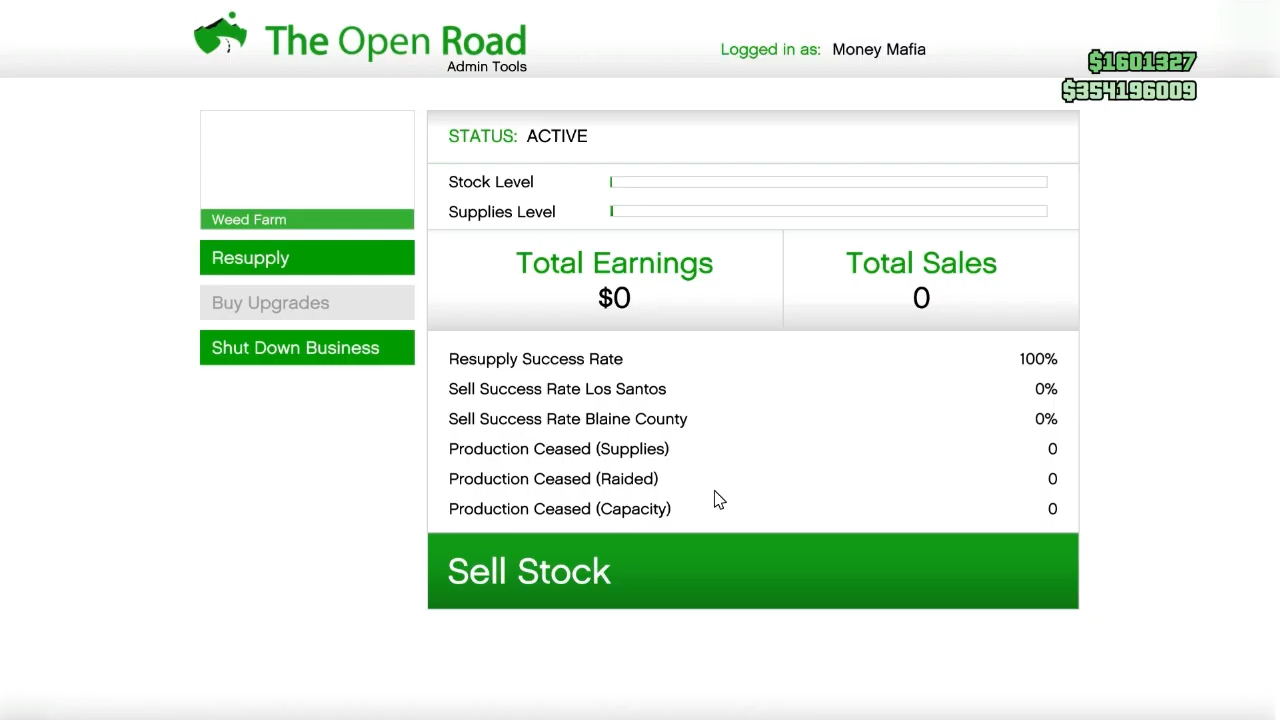 The Open Road
Admin Tools
Logged in as: Money Mafia
$1601327
$354196009
Weed Farm
Resupply
Buy Upgrades
Shut Down Business
STATUS: ACTIVE
Stock Level
Supplies Level
Total Earnings
$0
Total Sales
0
Resupply Success Rate 100%
Sell Success Rate Los Santos 0%
Sell Success Rate Blaine County 0%
Production Ceased (Supplies) 0
Production Ceased (Raided) 0
Production Ceased (Capacity) 0
Sell Stock